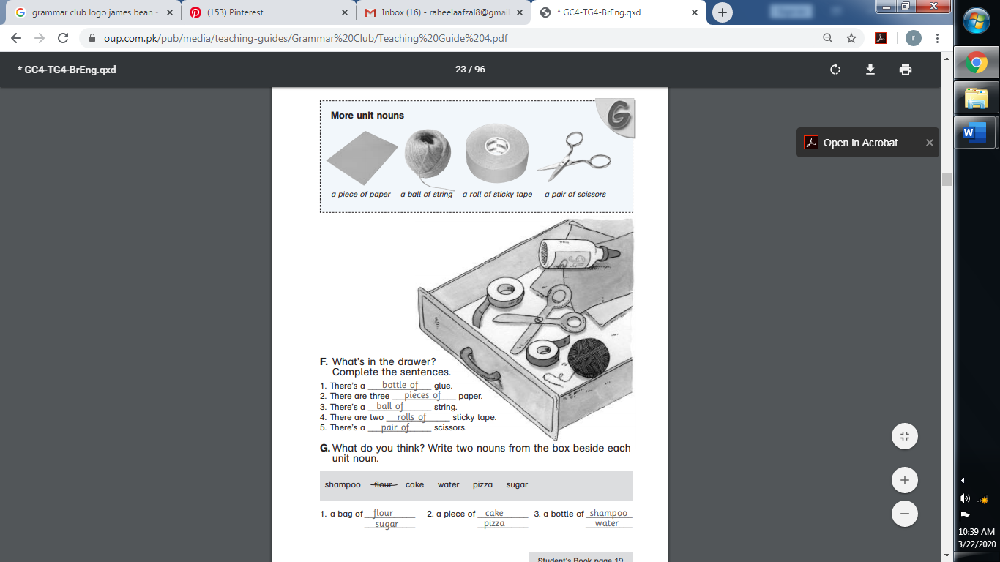 grammar club logo james bean -
(153) Pinterest
Inbox (16) - raheelaafzal8@gmai
* GC4-TG4-BrEng.qxd
oup.com.pk/pub/media/teaching-guides/Grammar%20Club/Teaching%20Guide%204.pdf
r
* GC4-TG4-BrEng.qxd
23 / 96
Open in Acrobat
More unit nouns
G
a piece of paper a ball of string a roll of sticky tape a pair of scissors
F. What's in the drawer?
Complete the sentences.
1. There's a bottle of glue.
2. There are three pieces of paper.
3. There's a ball of string.
4. There are two rolls of sticky tape.
5. There's a pair of scissors.
G. What do you think? Write two nouns from the box beside each
unit noun.
shampoo flour cake water pizza sugar
1. a bag of flour 2. a piece of cake 3. a bottle of shampoo
sugar pizza water
Student's Book page 19
W
10:39 AM
3/22/2020